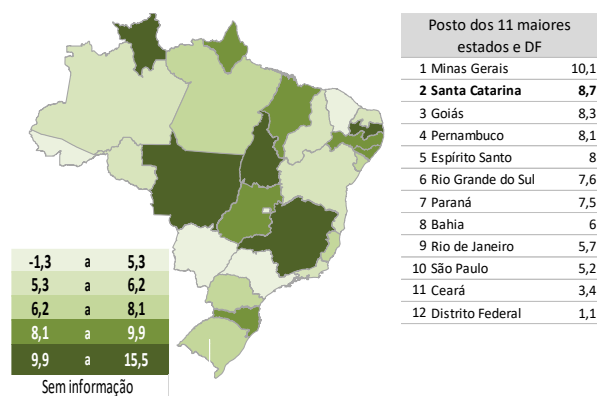 Posto dos 11 maiores
estados e DF
1 Minas Gerais 10,1
2 Santa Catarina 8,7
3 Goiás 8,3
4 Pernambuco 8,1
5 Espírito Santo 8
6 Rio Grande do Sul 7,6
7 Paraná 7,5
8 Bahia 6
9 Rio de Janeiro 5,7
10 São Paulo 5,2
11 Ceará 3,4
12 Distrito Federal 1,1
-1,3 a 5,3
5,3 a 6,2
6,2 a 8,1
8,1 a 9,9
9,9 a 15,5
Sem informação